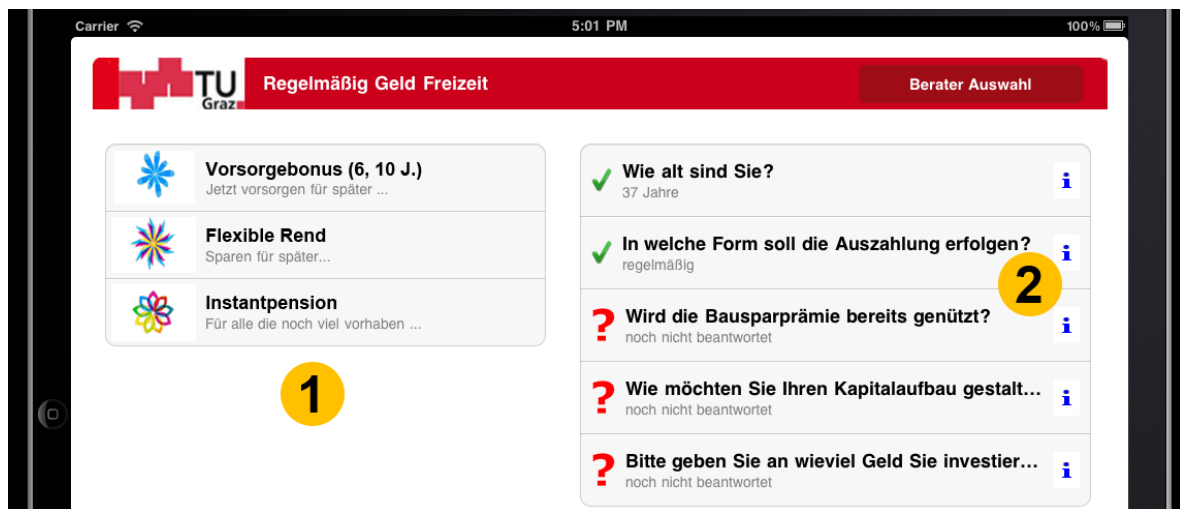 Carrier 5:01 PM 100%
TU
Graz
Regelmäßig Geld Freizeit
Berater Auswahl
Vorsorgebonus (6, 10 J.)
Jetzt vorsorgen für später ...
Flexible Rend
Sparen für später...
Instantpension
Für alle die noch viel vorhaben ...
1
Wie alt sind Sie?
37 Jahre
i
In welche Form soll die Auszahlung erfolgen?
regelmäßig
i
2
Wird die Bausparprämie bereits genützt?
noch nicht beantwortet
i
Wie möchten Sie Ihren Kapitalaufbau gestalt...
noch nicht beantwortet
i
Bitte geben Sie an wieviel Geld Sie investier...
noch nicht beantwortet
i